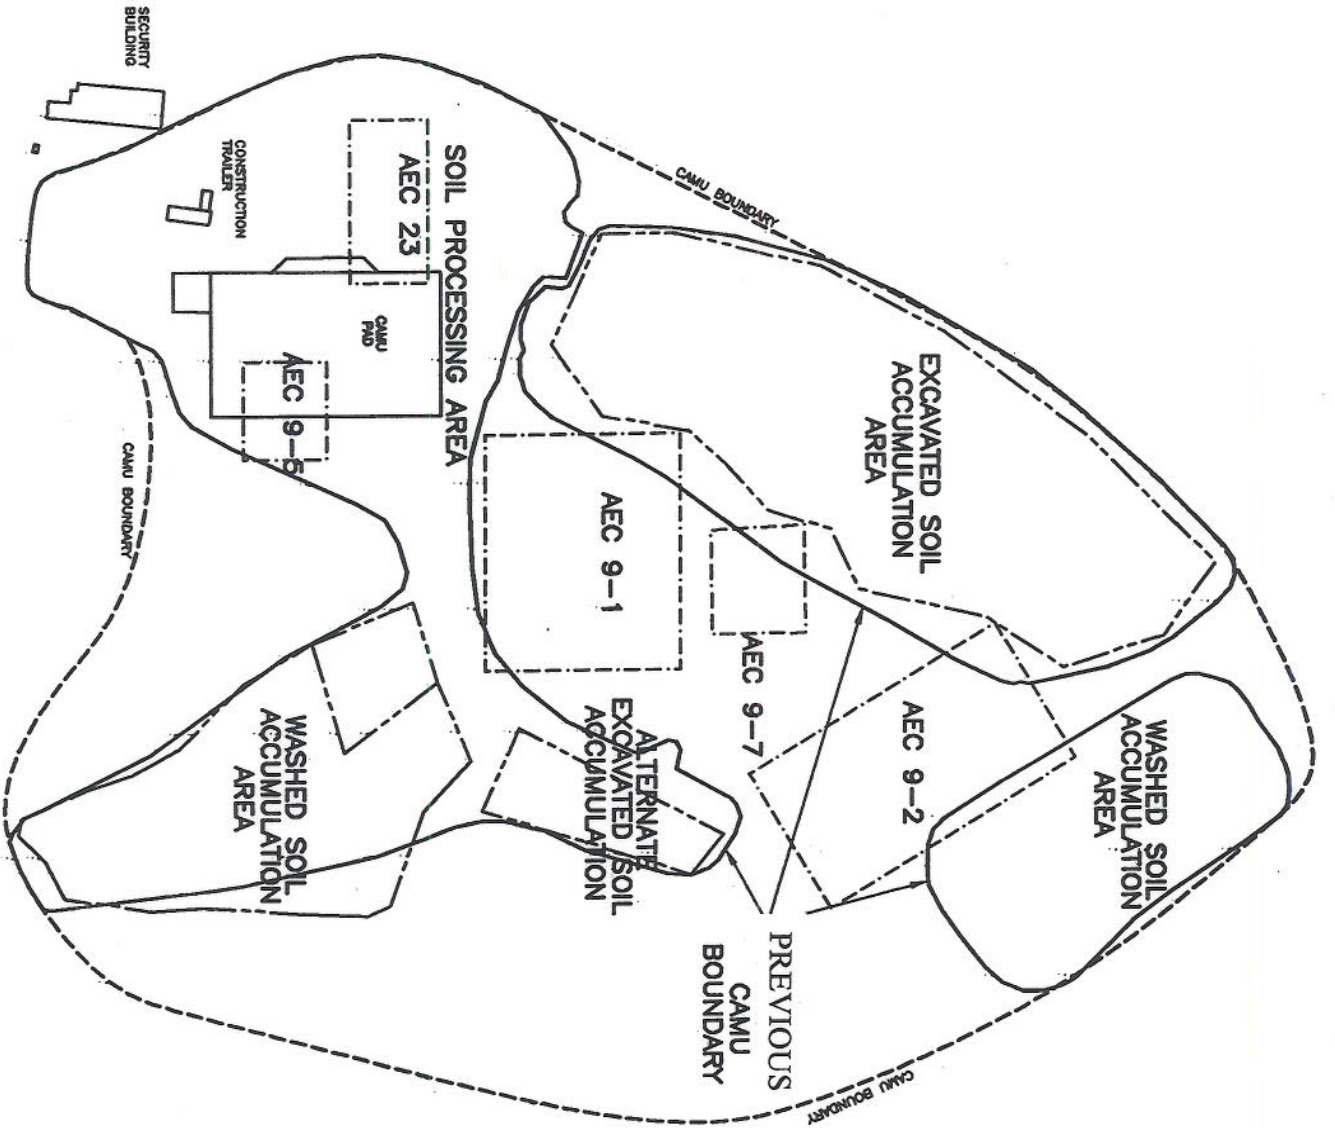 SECURITY
BUILDING
CONSTRUCTION
TRAILER
AEC 23
SOIL PROCESSING AREA
CAMU
PAD
CAMU BOUNDARY
EXCAVATED SOIL
ACCUMULATION
AREA
AEC 9-5
CAMU BOUNDARY
AEC 9-1
AEC 9-7
AEC 9-2
WASHED SOIL
ACCUMULATION
AREA
ALTERNATE
EXCAVATED SOIL
ACCUMULATION
WASHED SOIL
ACCUMULATION
AREA
PREVIOUS
CAMU
BOUNDARY
CAMU BOUNDARY